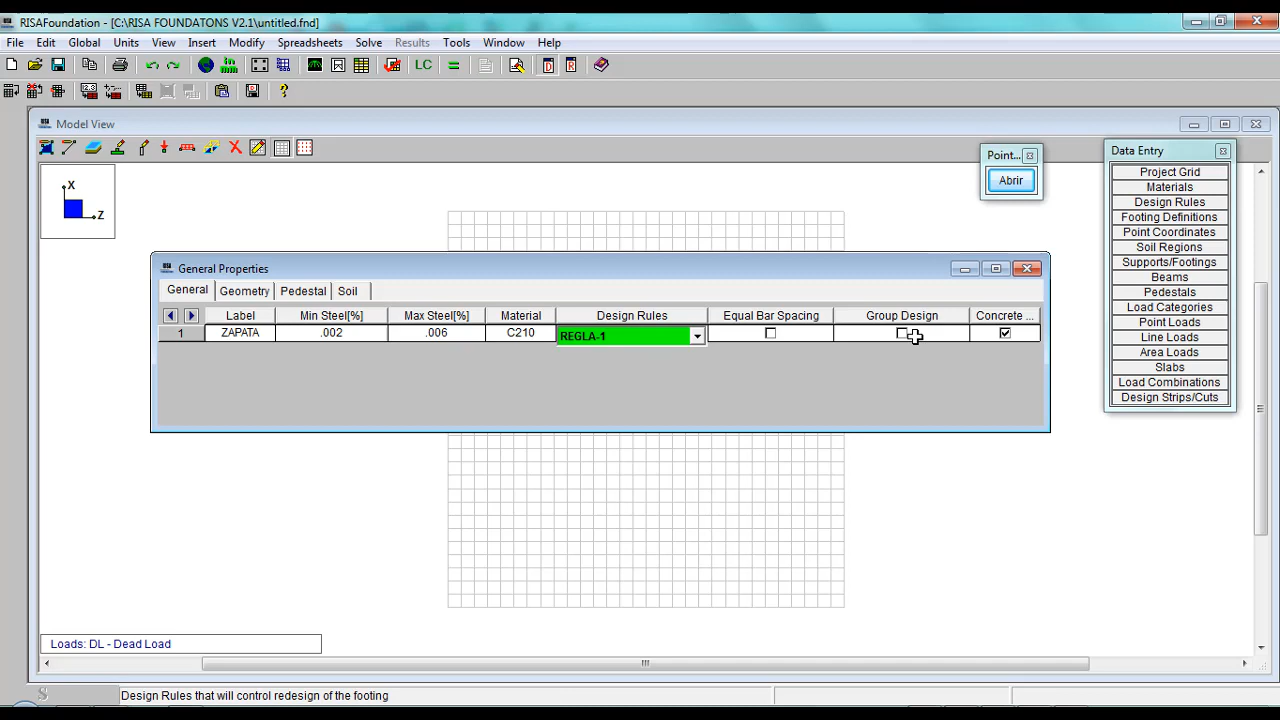 RISAFoundation - [C:\RISA FOUNDATONS V2.1\untitled.fnd]
File Edit Global Units View Insert Modify Spreadsheets Solve Results Tools Window Help
LC D R
Model View
X
Z
Point...
Abrir
Data Entry
Project Grid
Materials
Design Rules
Footing Definitions
Point Coordinates
Soil Regions
Supports/Footings
Beams
Pedestals
Load Categories
Point Loads
Line Loads
Area Loads
Slabs
Load Combinations
Design Strips/Cuts
General Properties
General Geometry Pedestal Soil
Label Min Steel[%] Max Steel[%] Material Design Rules Equal Bar Spacing Group Design Concrete ...
1 ZAPATA .002 .006 C210 REGLA-1
Loads: DL - Dead Load
S Design Rules that will control redesign of the footing